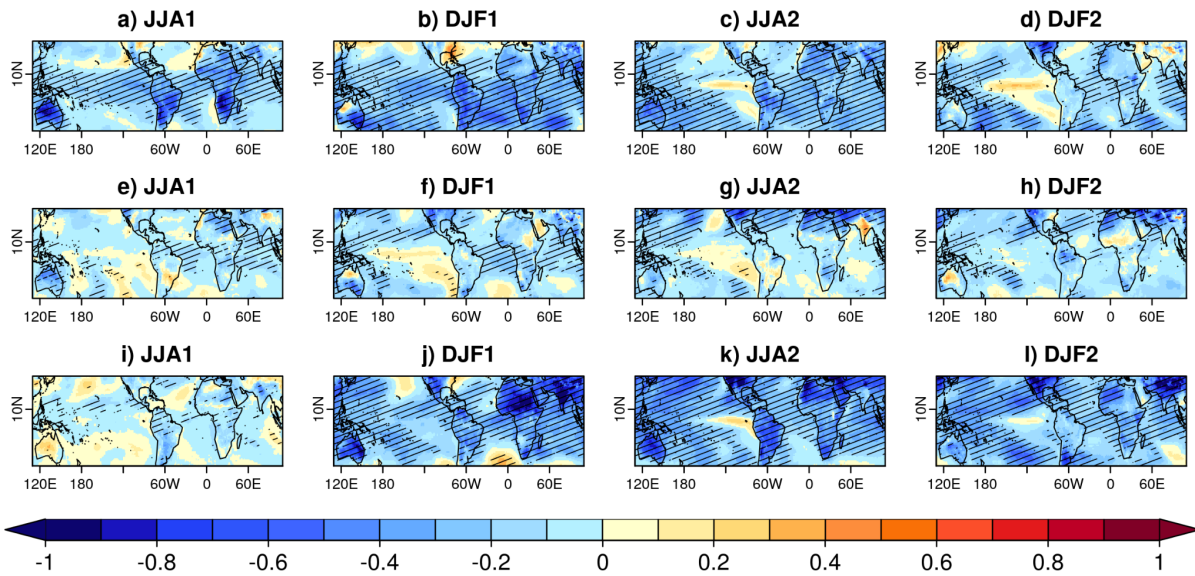 a) JJA1 b) DJF1 c) JJA2 d) DJF2
10N 10N 10N 10N
120E 180 60W 0 60E 120E 180 60W 0 60E 120E 180 60W 0 60E 120E 180 60W 0 60E
e) JJA1 f) DJF1 g) JJA2 h) DJF2
10N 10N 10N 10N
120E 180 60W 0 60E 120E 180 60W 0 60E 120E 180 60W 0 60E 120E 180 60W 0 60E
i) JJA1 j) DJF1 k) JJA2 l) DJF2
10N 10N 10N 10N
120E 180 60W 0 60E 120E 180 60W 0 60E 120E 180 60W 0 60E 120E 180 60W 0 60E
-1 -0.8 -0.6 -0.4 -0.2 0 0.2 0.4 0.6 0.8 1